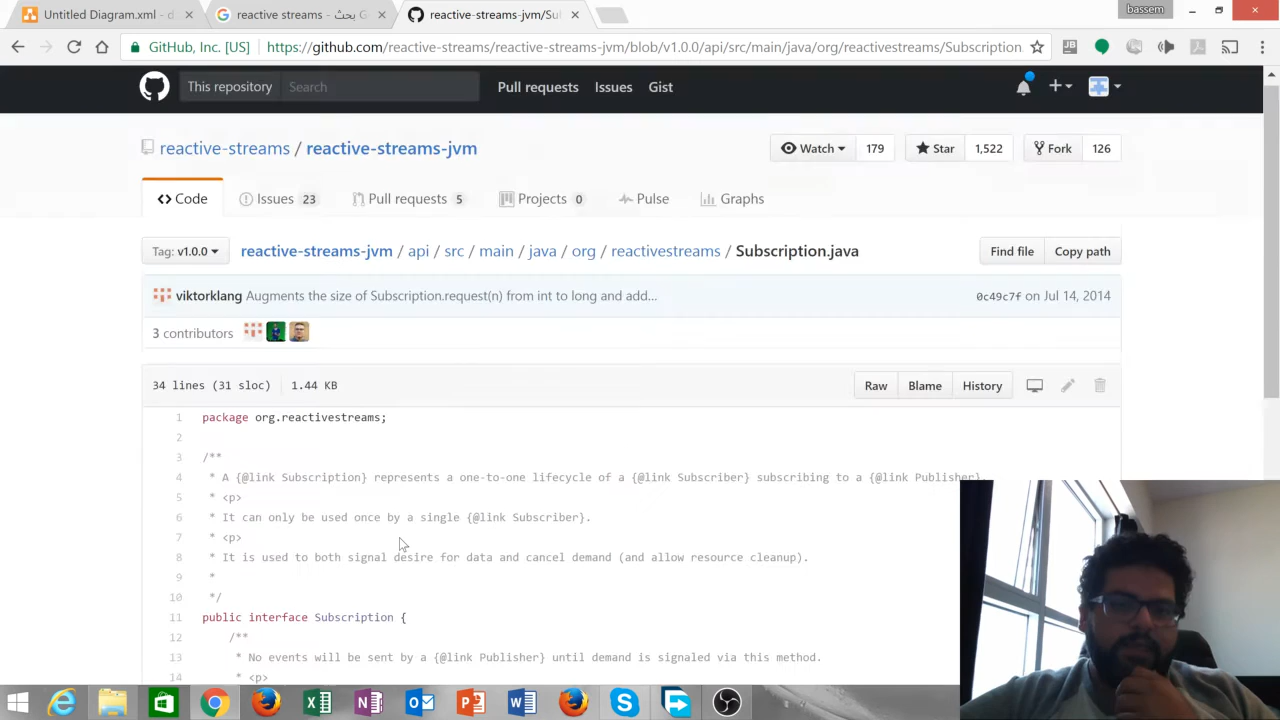 Untitled Diagram.xml - d
reactive streams - بحث G
reactive-streams-jvm/Sul
bassem
GitHub, Inc. [US]
https://github.com/reactive-streams/reactive-streams-jvm/blob/v1.0.0/api/src/main/java/org/reactivestreams/Subscription.
This repository
Search
Pull requests
Issues
Gist
reactive-streams / reactive-streams-jvm
Watch
179
Star
1,522
Fork
126
Code
Issues 23
Pull requests 5
Projects 0
Pulse
Graphs
Tag: v1.0.0
reactive-streams-jvm / api / src / main / java / org / reactivestreams / Subscription.java
Find file
Copy path
viktorklang Augments the size of Subscription.request(n) from int to long and add...
0c49c7f on Jul 14, 2014
3 contributors
34 lines (31 sloc)
1.44 KB
Raw
Blame
History
1 package org.reactivestreams;
2
3 /**
4 * A {@link Subscription} represents a one-to-one lifecycle of a {@link Subscriber} subscribing to a {@link Publisher}.
5 * <p>
6 * It can only be used once by a single {@link Subscriber}.
7 * <p>
8 * It is used to both signal desire for data and cancel demand (and allow resource cleanup).
9 *
10 */
11 public interface Subscription {
12 /**
13 * No events will be sent by a {@link Publisher} until demand is signaled via this method.
14 * <p>